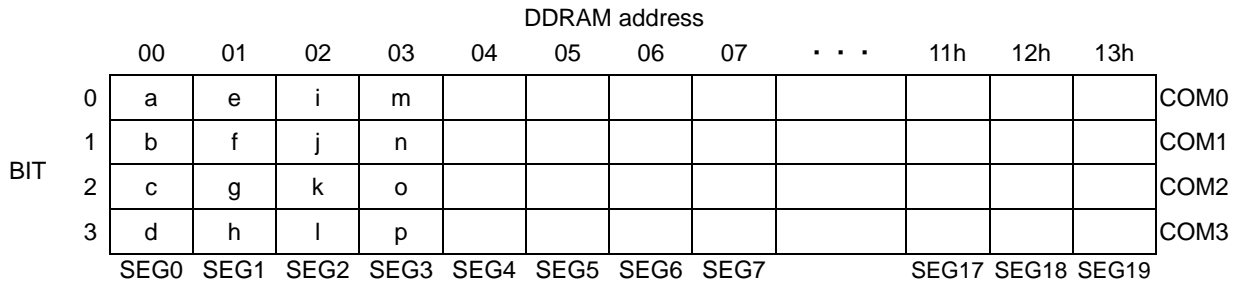 DDRAM address
00 01 02 03 04 05 06 07 ・・・ 11h 12h 13h
0 a e i m COM0
1 b f j n COM1
BIT
2 c g k o COM2
3 d h l p COM3
SEG0 SEG1 SEG2 SEG3 SEG4 SEG5 SEG6 SEG7 SEG17 SEG18 SEG19